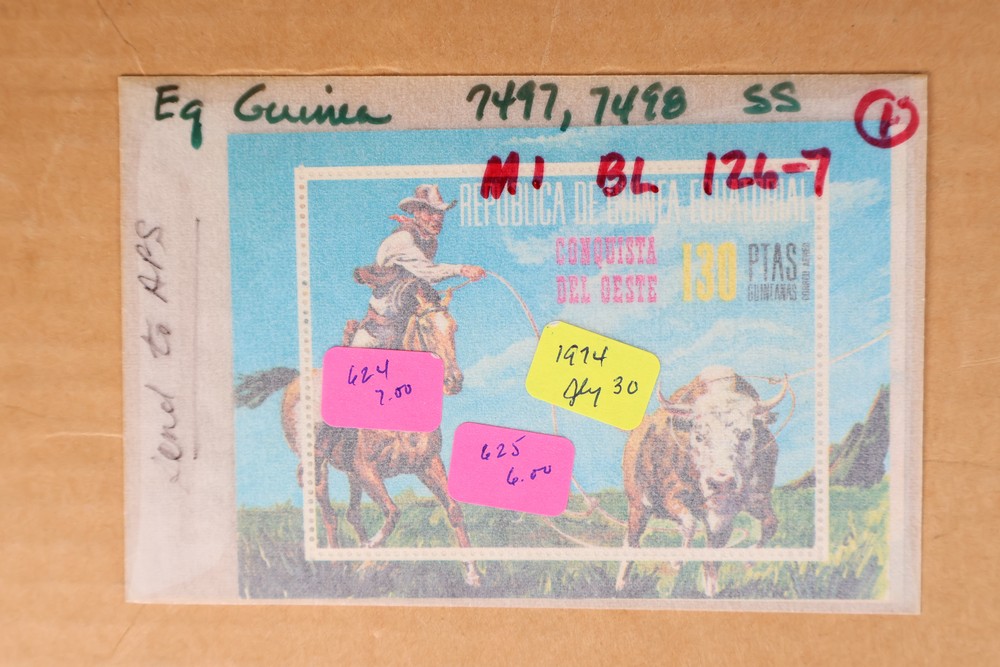 Eq Guinea 7497, 7498 SS
1
MI BL 126-7
REPUBLICA DE GUINEA ECUATORIAL
CONQUISTA
DEL OESTE
130 PTAS
GUINEANAS
CORREO AEREO
send to APS
624
7.00
1974
July 30
625
6.00